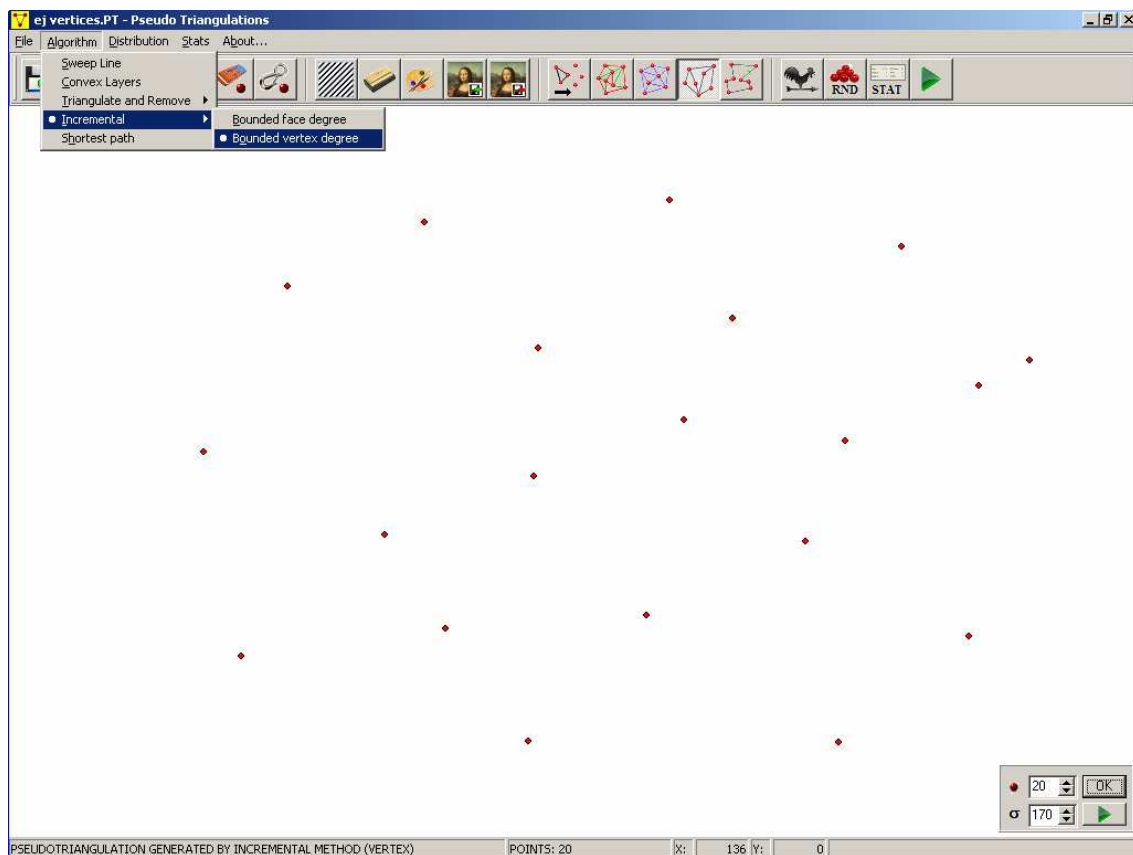 ej vertices.PT - Pseudo Triangulations
File Algorithm Distribution Stats About...
Sweep Line
Convex Layers
Triangulate and Remove
Incremental
Shortest path
Bounded face degree
Bounded vertex degree
RND STAT
20 OK
σ 170
PSEUDOTRIANGULATION GENERATED BY INCREMENTAL METHOD (VERTEX) POINTS: 20 X: 136 Y: 0